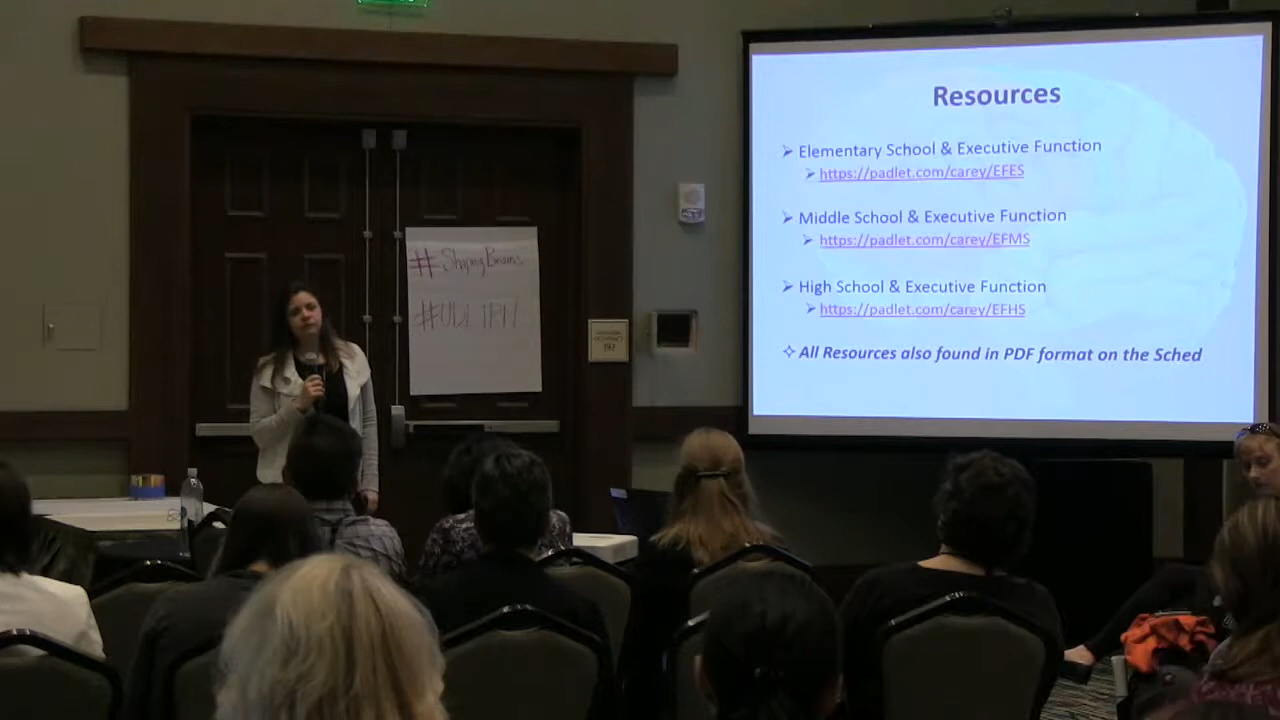 #ShapingBrains
Resources
➢ Elementary School & Executive Function
➢ https://padlet.com/carey/EFES
➢ Middle School & Executive Function
➢ https://padlet.com/carey/EFMS
➢ High School & Executive Function
➢ https://padlet.com/carey/EFHS
✧ All Resources also found in PDF format on the Sched
197